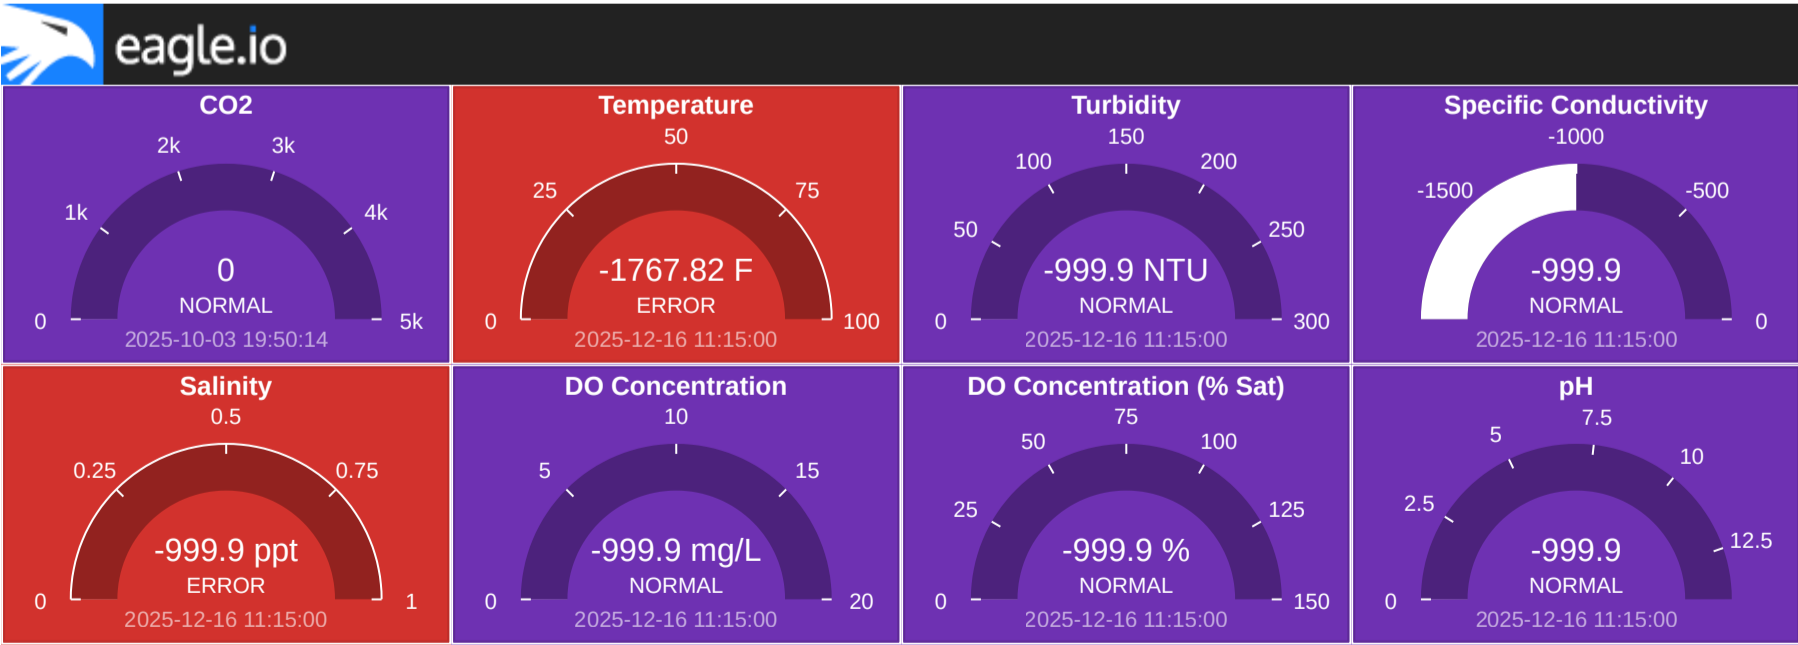 eagle.io
CO2
2k 3k
1k 4k
0
NORMAL
0 5k
2025-10-03 19:50:14
Temperature
50
25 75
-1767.82 F
ERROR
0 100
2025-12-16 11:15:00
Turbidity
150
100 200
50 250
-999.9 NTU
NORMAL
0 300
2025-12-16 11:15:00
Specific Conductivity
-1000
-1500 -500
-999.9
NORMAL
0
2025-12-16 11:15:00
Salinity
0.5
0.25 0.75
-999.9 ppt
ERROR
0 1
2025-12-16 11:15:00
DO Concentration
10
5 15
-999.9 mg/L
NORMAL
0 20
2025-12-16 11:15:00
DO Concentration (% Sat)
75
50 100
25 125
-999.9 %
NORMAL
0 150
2025-12-16 11:15:00
pH
7.5
5 10
2.5 12.5
-999.9
NORMAL
0
2025-12-16 11:15:00